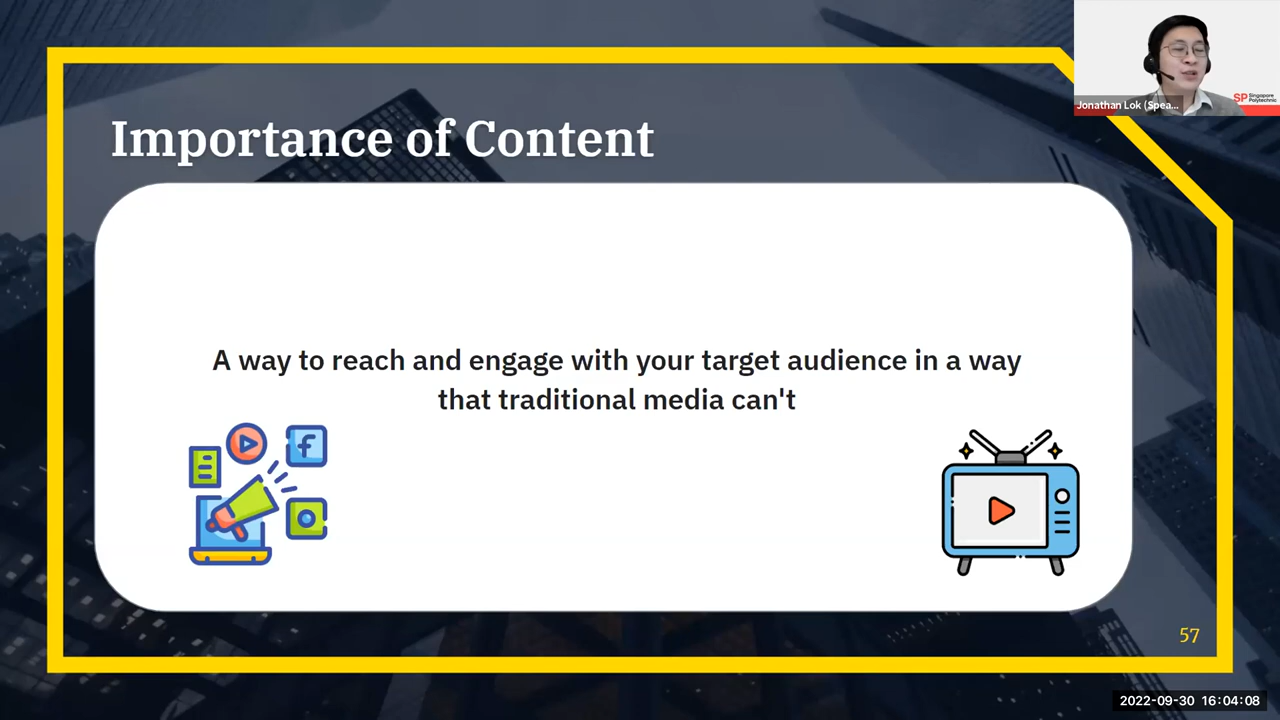 Jonathan Lok (Spea...
SP Singapore
Polytechnic
Importance of Content
A way to reach and engage with your target audience in a way
that traditional media can't
f
57
2022-09-30 16:04:08